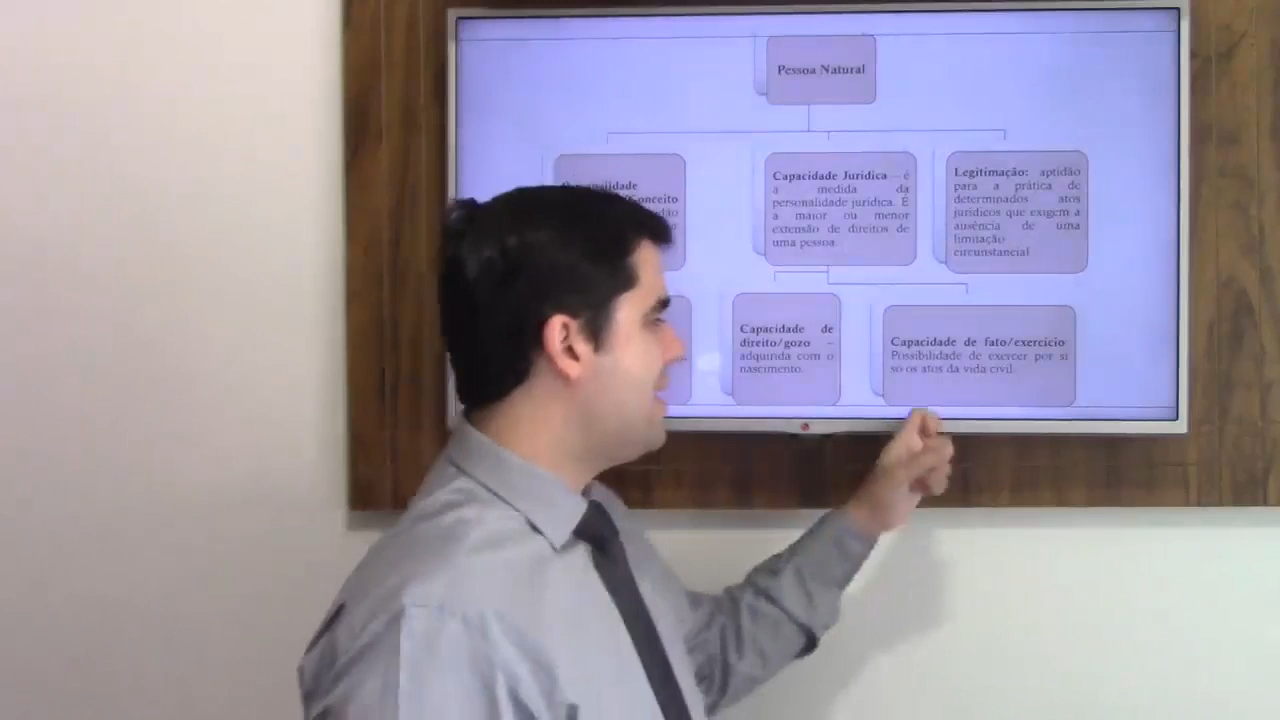 Pessoa Natural
Conceito
Capacidade Jurídica – é
a medida da
personalidade jurídica. É
a maior ou menor
extensão de direitos de
uma pessoa
Legitimação: aptidão
para a prática de
determinados atos
jurídicos que exigem a
ausência de uma
limitação
circunstancial
Capacidade de
direito/gozo –
adquirida com o
nascimento.
Capacidade de fato/exercício
Possibilidade de exercer por si
só os atos da vida civil.